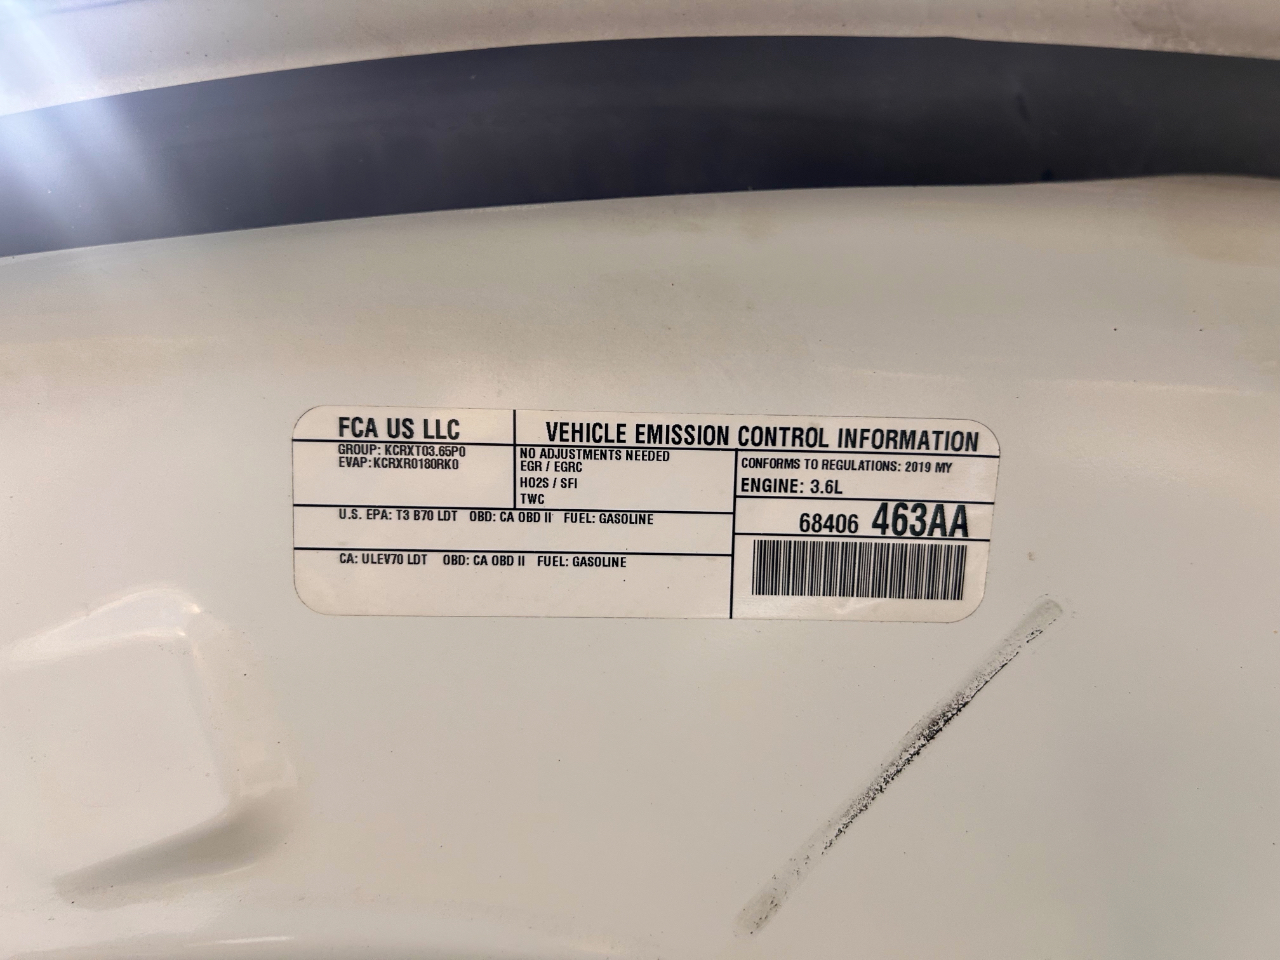 FCA US LLC
VEHICLE EMISSION CONTROL INFORMATION
GROUP: KCRXT03.65P0
EVAP: KCRXR0180RK0
NO ADJUSTMENTS NEEDED
EGR / EGRC
HO2S / SFI
TWC
CONFORMS TO REGULATIONS: 2019 MY
ENGINE: 3.6L
U.S. EPA: T3 B70 LDT OBD: CA OBD II FUEL: GASOLINE
68406 463AA
CA: ULEV70 LDT OBD: CA OBD II FUEL: GASOLINE